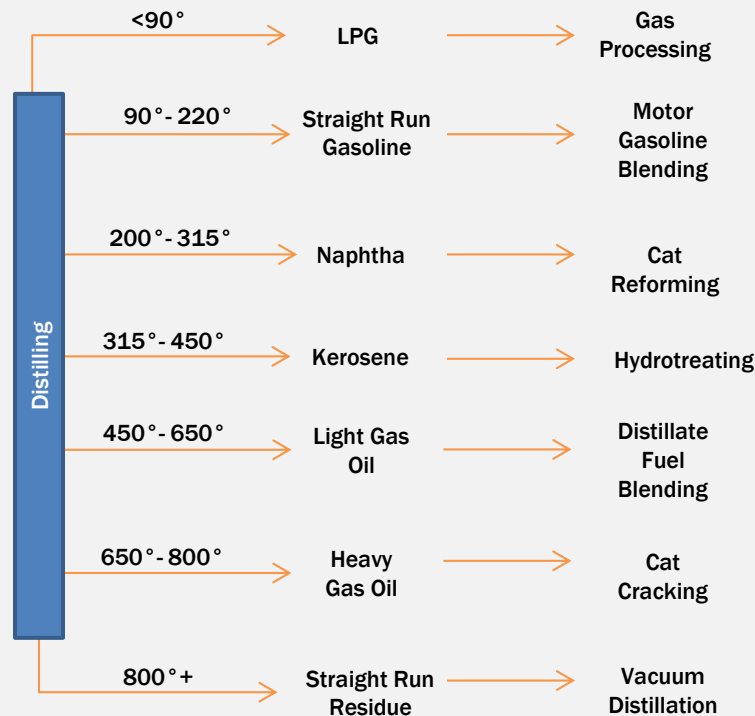 <90°
LPG
Gas
Processing
90°- 220°
Straight Run
Gasoline
Motor
Gasoline
Blending
200°- 315°
Naphtha
Cat
Reforming
Distilling
315°- 450°
Kerosene
Hydrotreating
450°- 650°
Light Gas
Oil
Distillate
Fuel
Blending
650°- 800°
Heavy
Gas Oil
Cat
Cracking
800°+
Straight Run
Residue
Vacuum
Distillation